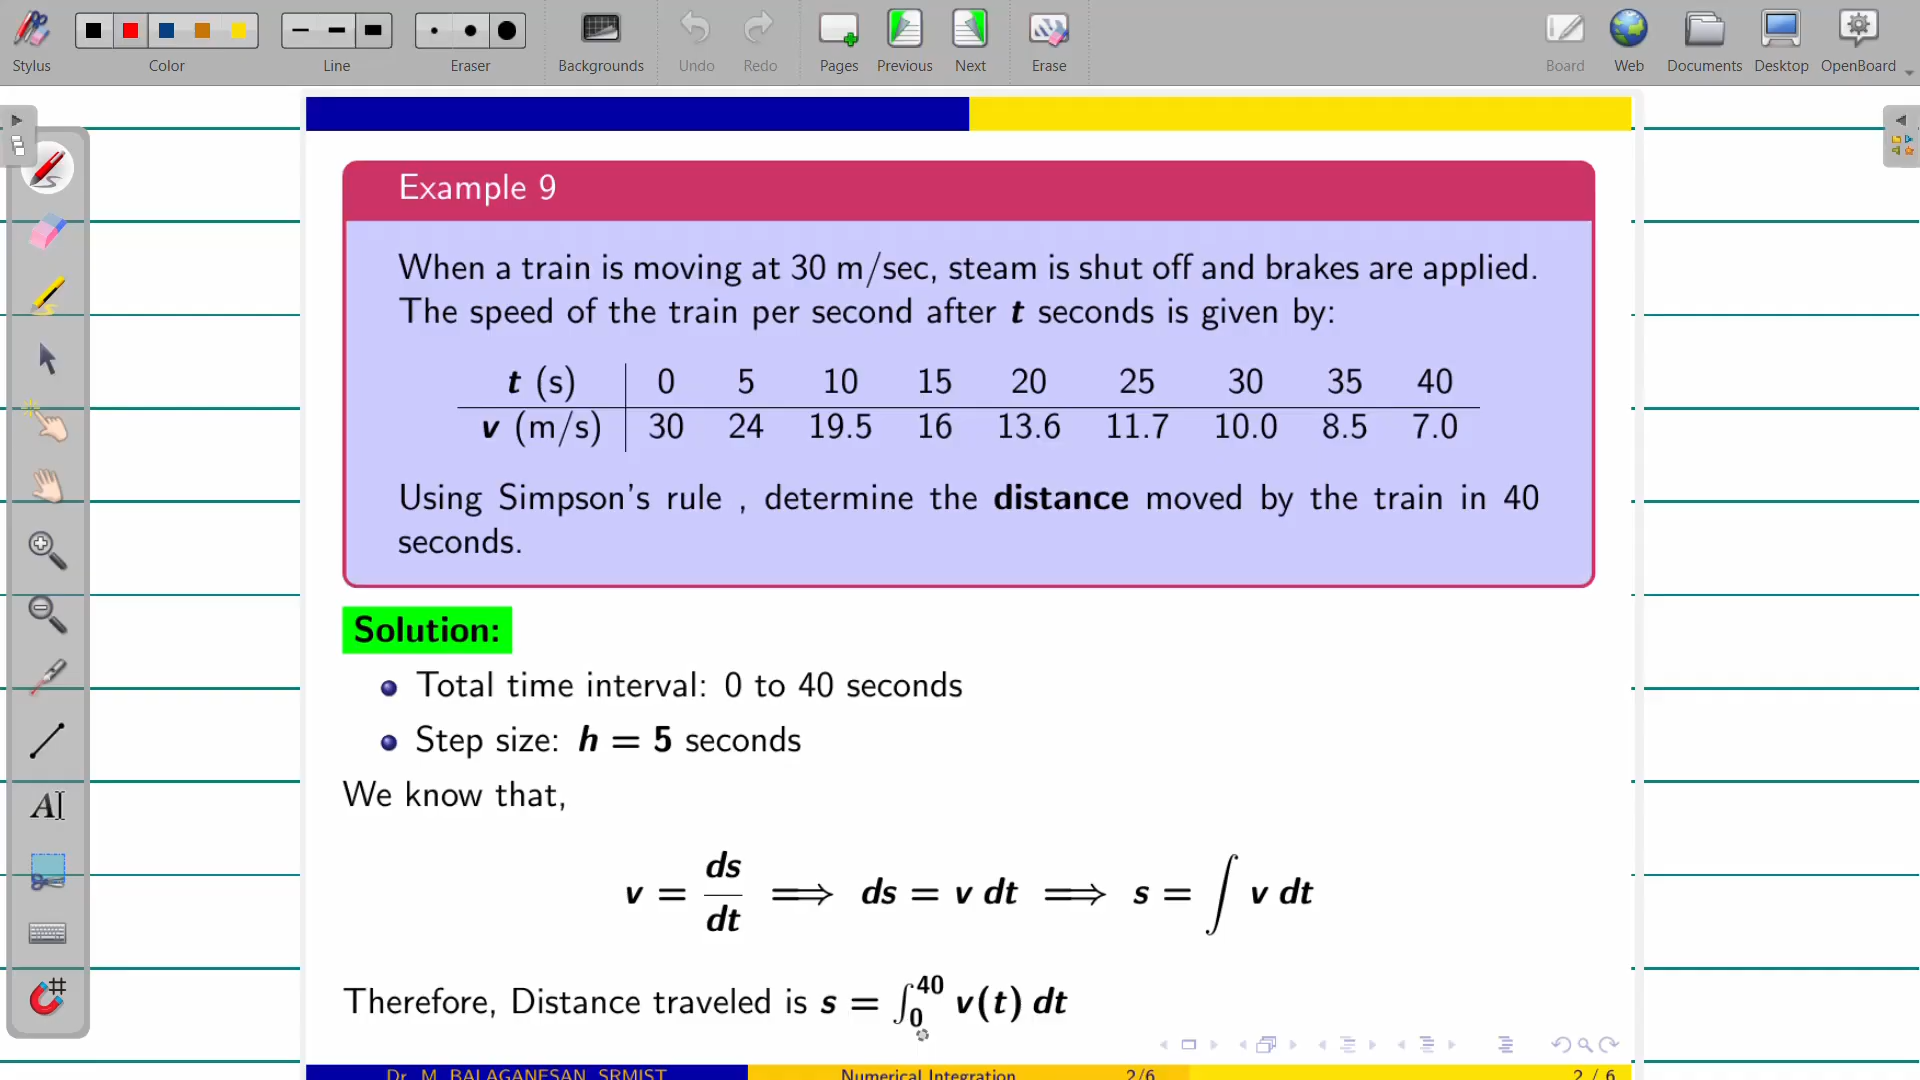 Stylus
Color
Line
Eraser
Backgrounds
Undo
Redo
Pages
Previous
Next
Erase
Board
Web
Documents
Desktop
OpenBoard
Example 9
When a train is moving at 30 m/sec, steam is shut off and brakes are applied.
The speed of the train per second after t seconds is given by:
t (s) 0 5 10 15 20 25 30 35 40
v (m/s) 30 24 19.5 16 13.6 11.7 10.0 8.5 7.0
Using Simpson's rule , determine the distance moved by the train in 40
seconds.
Solution:
Total time interval: 0 to 40 seconds
Step size: h = 5 seconds
We know that,
v = ds/dt ⟹ ds = v dt ⟹ s = ∫ v dt
Therefore, Distance traveled is s = ∫₀⁴⁰ v(t) dt
Dr. M. BALAGANESAN, SRMIST Numerical Integration 2/6 2 / 6